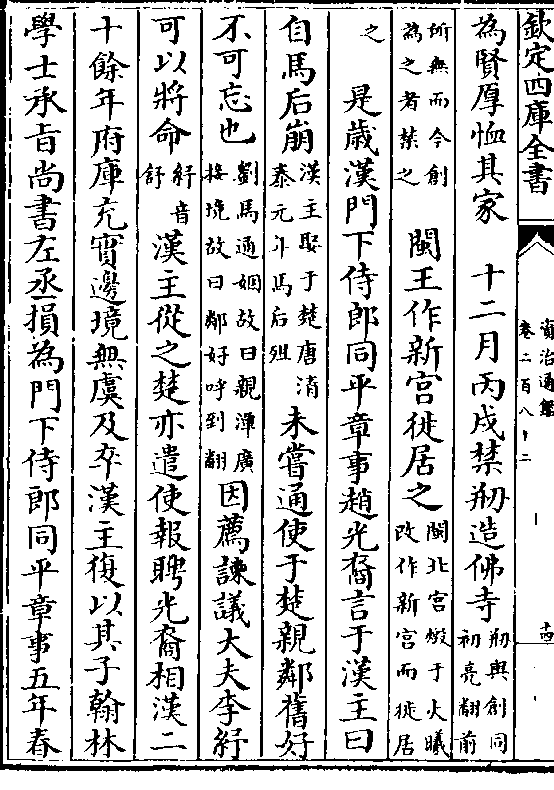 欽定四庫全書
資治通鑑
卷二百八十二
十四
為賢厚恤其家　十二月丙戌禁剏造佛寺剏與創同初亮翻前
所無而今創為之者禁之　閩王作新宮徙居之閩北宮燬于火曦改作新宮而徙居
之　是歲漢門下侍郎同平章事趙光裔言于漢主曰
自馬后崩漢主娶于楚唐清泰元年馬后殂未嘗通使于楚親鄰舊好
不可忘也劉馬通姻故曰親潭廣接境故曰鄰好呼到翻因薦諫議大夫李紓
可以將命紓音舒漢主從之楚亦遣使報聘光裔相漢二
十餘年府庫充實邊境無虞及卒漢主復以其子翰林
學士承旨尚書左丞損為門下侍郎同平章事五年春